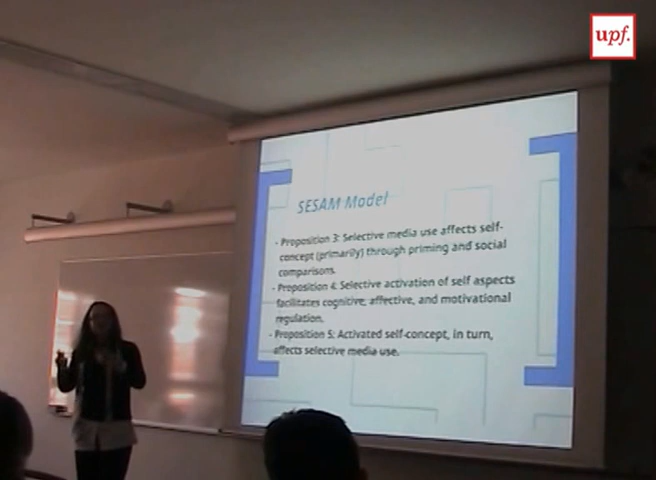 upf.
SESAM Model
- Proposition 3: Selective media use affects self-
concept (primarily) through priming and social
comparisons.
- Proposition 4: Selective activation of self aspects
facilitates cognitive, affective, and motivational
regulation.
- Proposition 5: Activated self-concept, in turn,
affects selective media use.